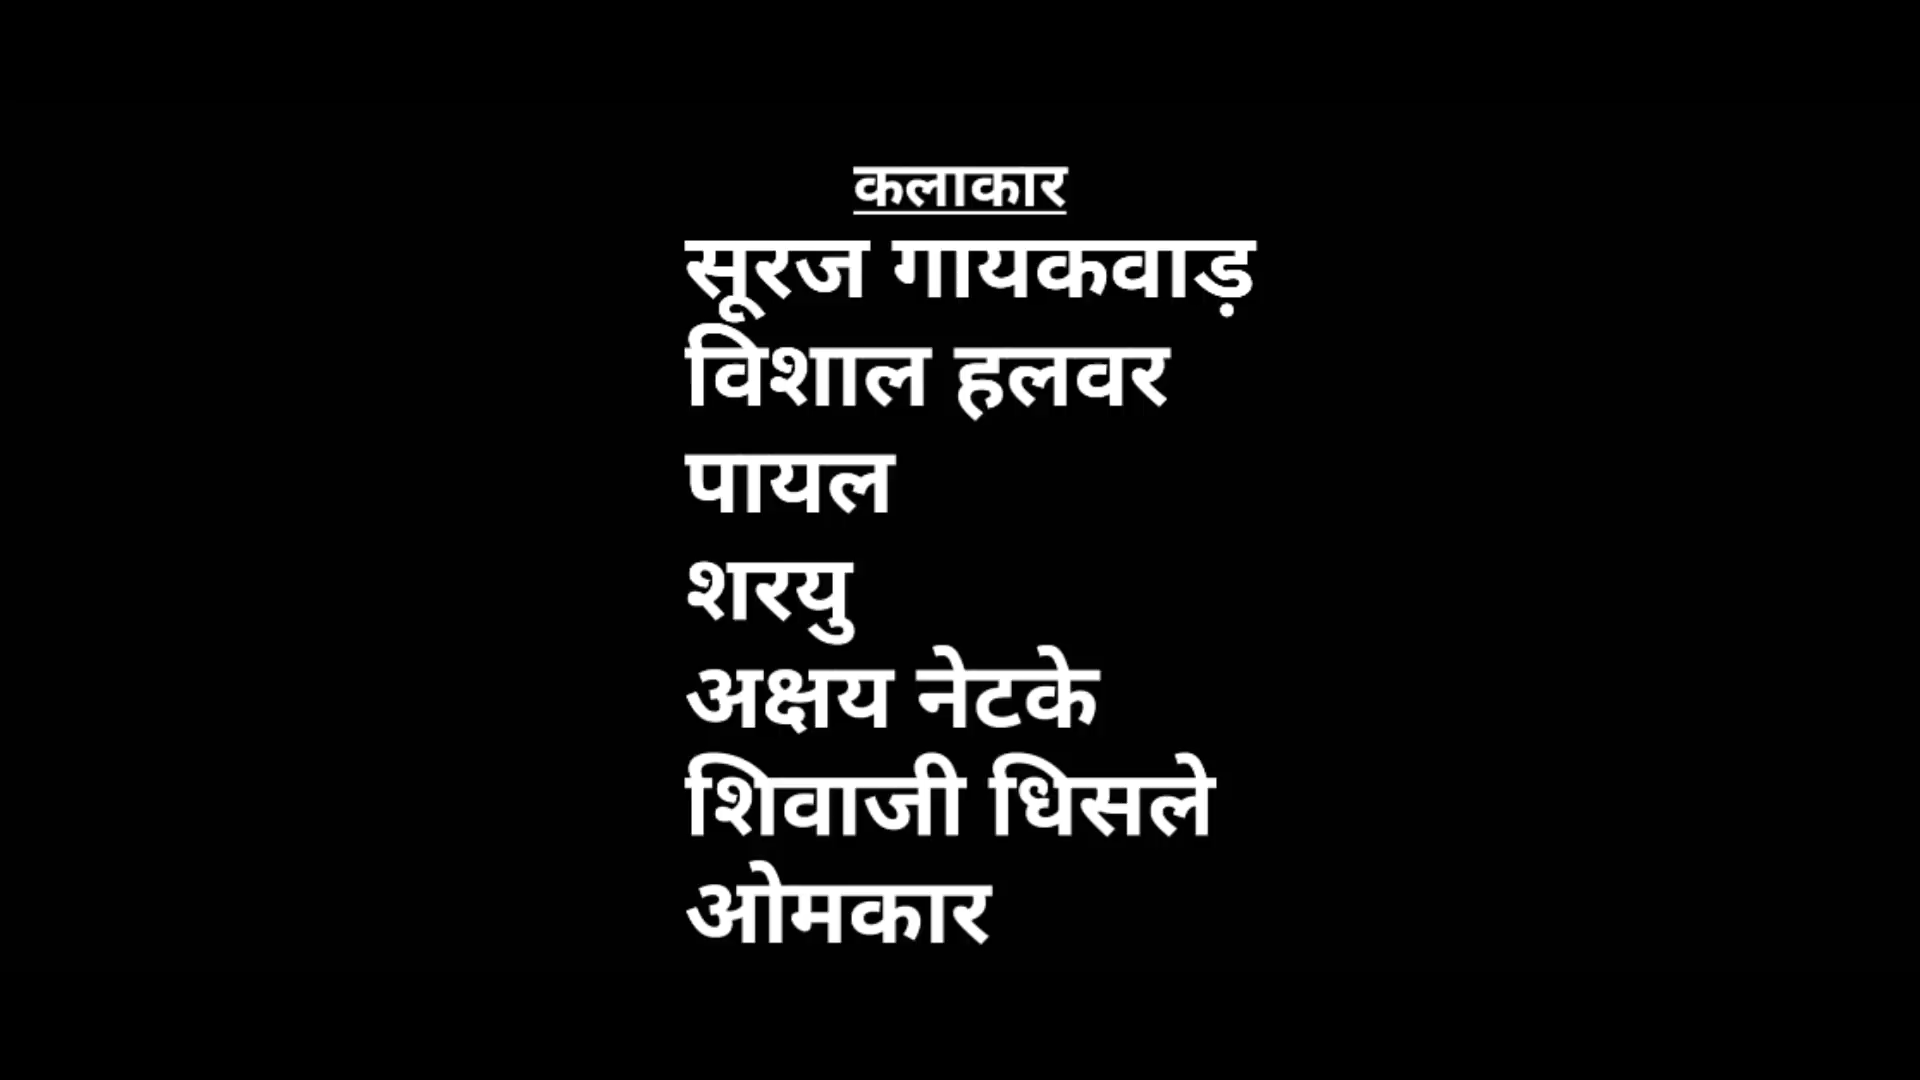 कलाकार
सूरज गायकवाड़
विशाल हलवर
पायल
शरयु
अक्षय नेटके
शिवाजी धिसले
ओमकार